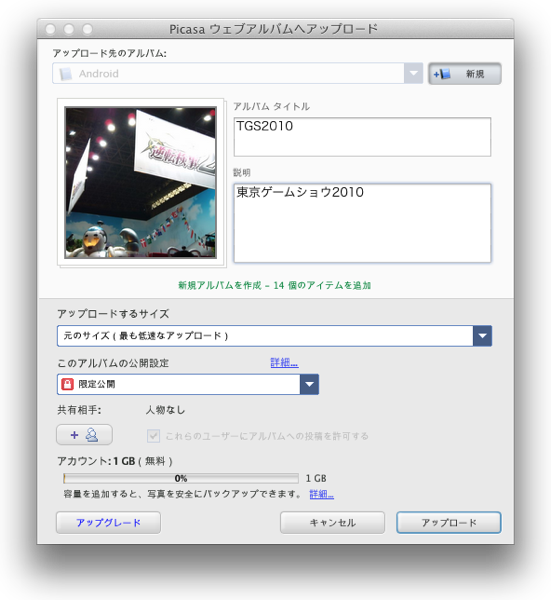 Picasa ウェブアルバムへアップロード
アップロード先のアルバム:
Android
新規
アルバム タイトル
TGS2010
逆転検事2
説明
東京ゲームショウ2010
新規アルバムを作成 - 14 個のアイテムを追加
アップロードするサイズ
元のサイズ ( 最も低速なアップロード )
このアルバムの公開設定
詳細...
限定公開
共有相手:
人物なし
これらのユーザーにアルバムへの投稿を許可する
アカウント: 1 GB ( 無料 )
0%
1 GB
容量を追加すると、写真を安全にバックアップできます。
詳細...
アップグレード
キャンセル
アップロード